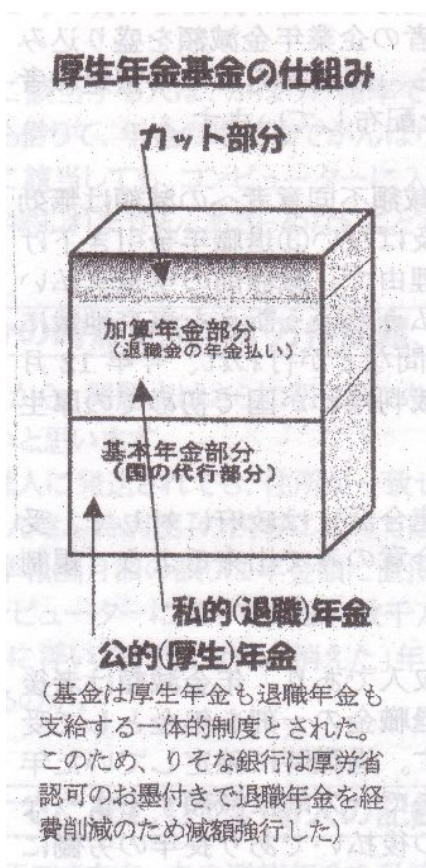 厚生年金基金の仕組み
カット部分
加算年金部分
(退職金の年金払い)
基本年金部分
(国の代行部分)
私的(退職)年金
公的(厚生)年金
(基金は厚生年金も退職年金も
支給する一体的制度とされた。
このため、りそな銀行は厚労省
認可のお墨付きで退職年金を経
費削減のため減額強行した)